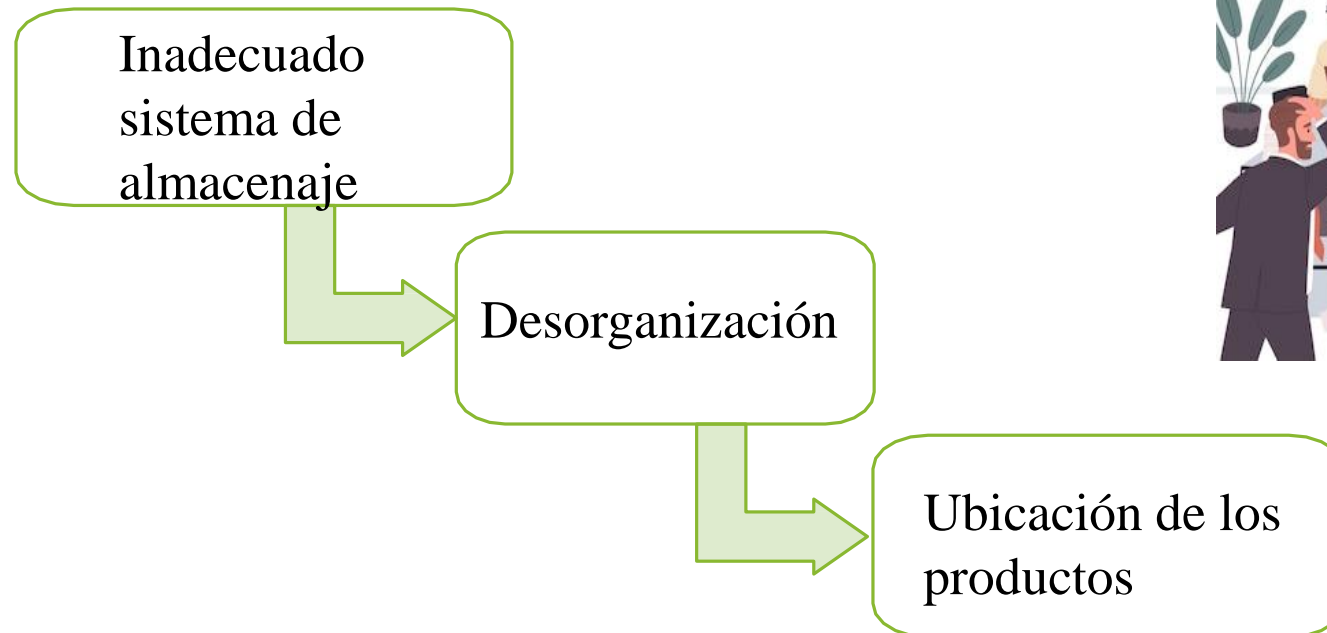 Inadecuado
sistema de
almacenaje
Desorganización
Ubicación de los
productos